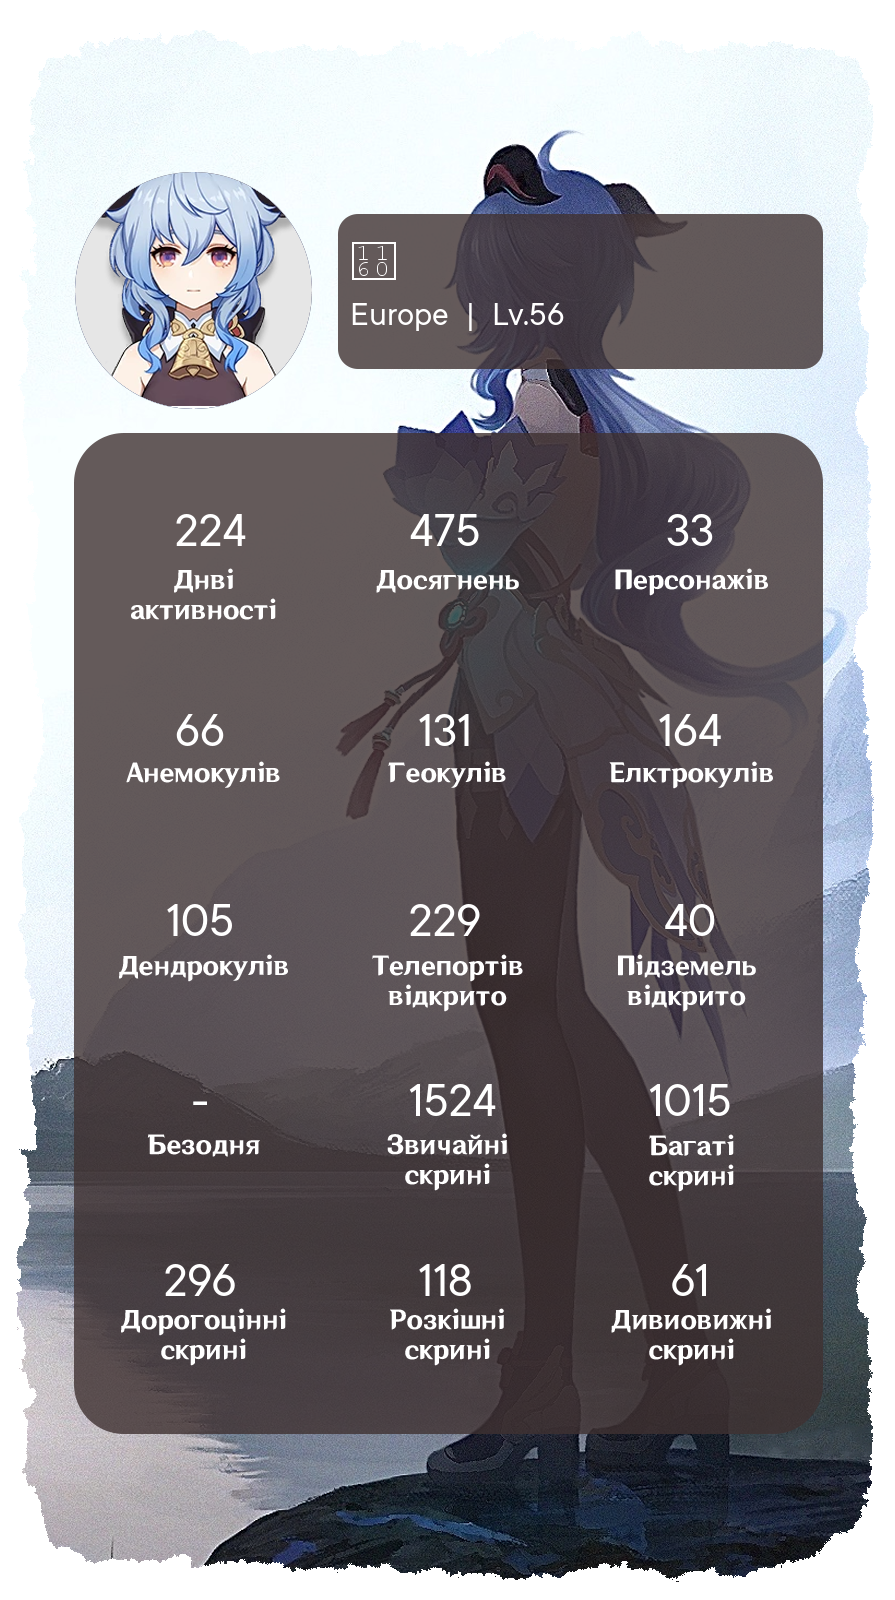 Europe | Lv.56
224 475 33
Днві Досягнень Персонажів
активності
66 131 164
Анемокулів Геокулів Елктрокулів
105 229 40
Дендрокулів Телепортів Підземель
відкрито відкрито
- 1524 1015
Безодня Звичайні Багаті
скрині скрині
296 118 61
Дорогоцінні Розкішні Дивиовижні
скрині скрині скрині